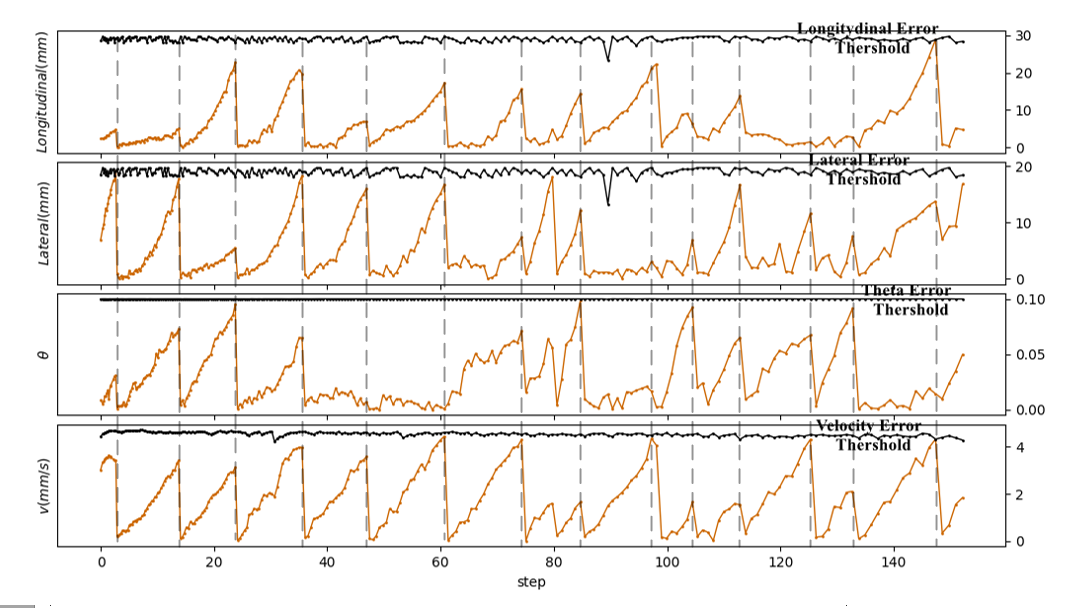 Longitydinal Error
Thershold
Longitudinal(mm)
30
20
10
0
Lateral Error
Thershold
Lateral(mm)
20
10
0
Theta Error
Thershold
θ
0.10
0.05
0.00
Velocity Error
Thershold
v(mm/s)
4
2
0
0 20 40 60 80 100 120 140
step